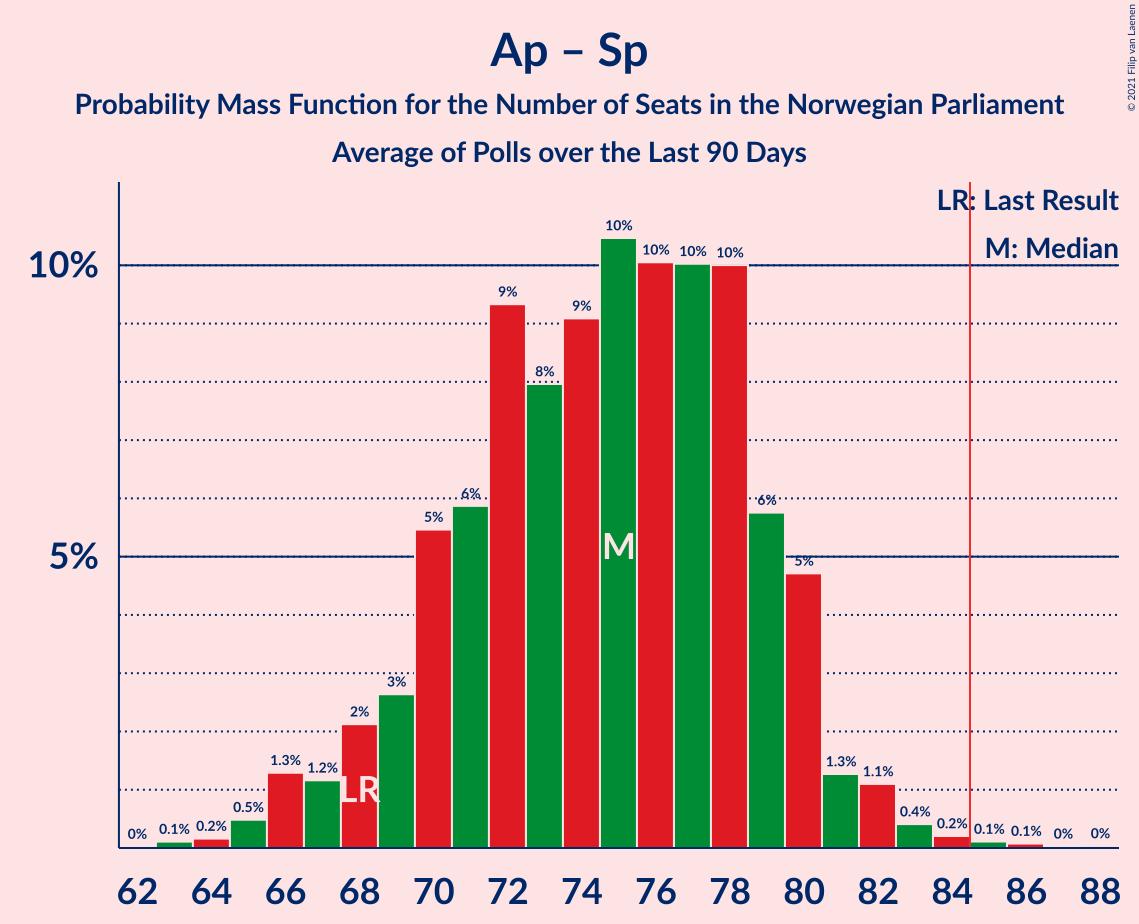 Ap – Sp
Probability Mass Function for the Number of Seats in the Norwegian Parliament
Average of Polls over the Last 90 Days
© 2021 Filip van Laenen
LR: Last Result
M: Median
10%
5%
0% 0.1% 0.2% 0.5% 1.3% 1.2% 2% 3% 5% 6% 9% 8% 9% 10% 10% 10% 10% 6% 5% 1.3% 1.1% 0.4% 0.2% 0.1% 0.1% 0% 0%
M
LR
62 64 66 68 70 72 74 76 78 80 82 84 86 88